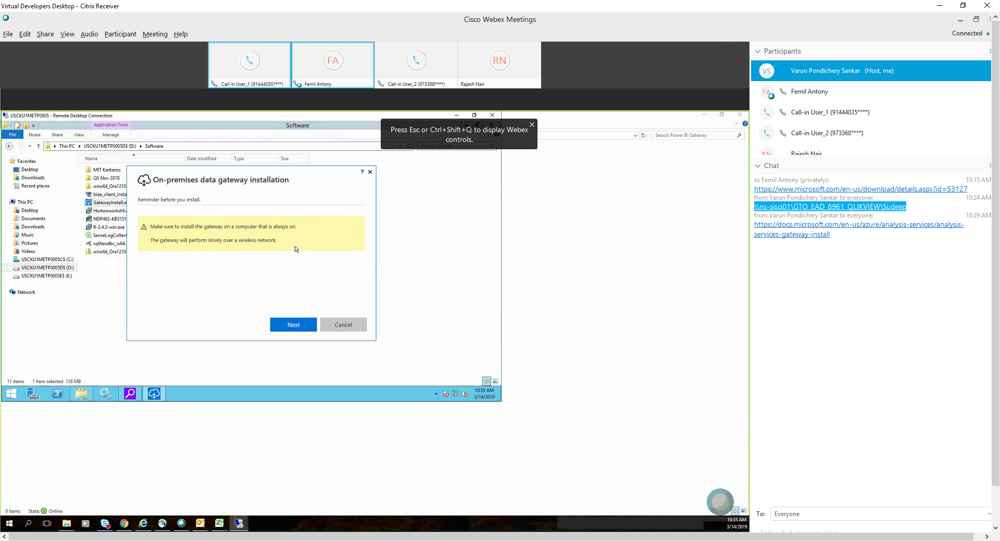 Virtual Developers Desktop - Citrix Receiver
Cisco Webex Meetings
File Edit Share View Audio Participant Meeting Help
Connected
FA
RN
Call-in User_1 (91444035****)
Femil Antony
Call-in User_2 (973368****)
Rajesh Nair
Participants
VS Varun Pondichery Sankar (Host, me)
FA Femil Antony
Call-in User_1 (91444035****)
Call-in User_2 (973368****)
RN Rajesh Nair
Chat
to Femil Antony (privately): 10:15 AM
https://www.microsoft.com/en-us/download/details.aspx?id=53127
from Varun Pondichery Sankar to everyone: 10:24 AM
\\ns-sisci01\GTO_EAD_8961_QLIKVIEW\Sudeep
from Varun Pondichery Sankar to everyone: 10:29 AM
https://docs.microsoft.com/en-us/azure/analysis-services/analysis-
services-gateway-install
To: Everyone
USCKU1METP0005 - Remote Desktop Connection
Application Tools
Software
File Home Share View Manage
Press Esc or Ctrl+Shift+Q to display Webex
controls.
Search Power BI Gateway
This PC USCKU1METP0005DS (D:) Software
Search Software
Name Date modified Type Size
Favorites
Desktop
Downloads
Recent places
This PC
Desktop
Documents
Downloads
Music
Pictures
Videos
USCKU1METP0005C$ (C:)
USCKU1METP0005D$ (D:)
USCKU1METP0005E$ (E:)
Network
MIT Kerberos
QS Nov 2018
winx64_Ora1210
biee_client_insta
GatewayInstall.e
HortonworksHiv
NDP462-KB3151
R-3.4.3-win.exe
SenseLogCollect
sqliteodbc_w64.
winx64_Ora1210
On-premises data gateway installation
Reminder before you install.
Make sure to install the gateway on a computer that is always on.
The gateway will perform slowly over a wireless network.
Next Cancel
11 items 1 item selected 158 MB
10:35 AM
3/14/2019
0 items State: Online
10:35 AM
3/14/2019